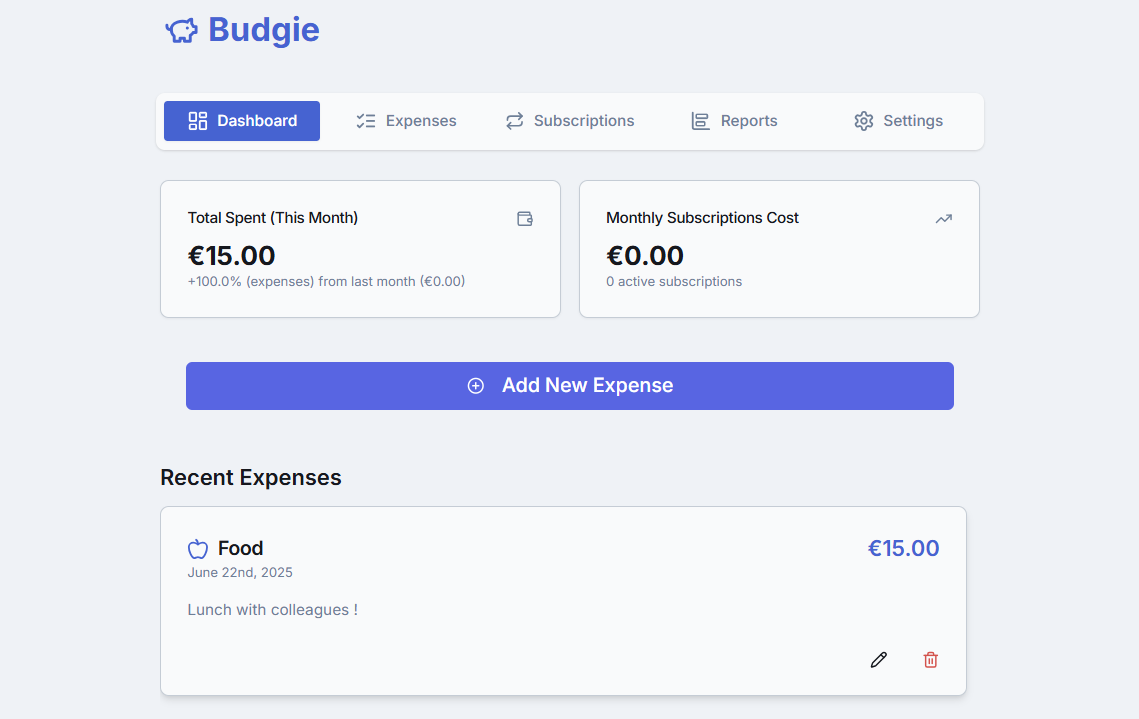 Budgie
Dashboard Expenses Subscriptions Reports Settings
Total Spent (This Month)
€15.00
+100.0% (expenses) from last month (€0.00)
Monthly Subscriptions Cost
€0.00
0 active subscriptions
Add New Expense
Recent Expenses
Food €15.00
June 22nd, 2025
Lunch with colleagues !